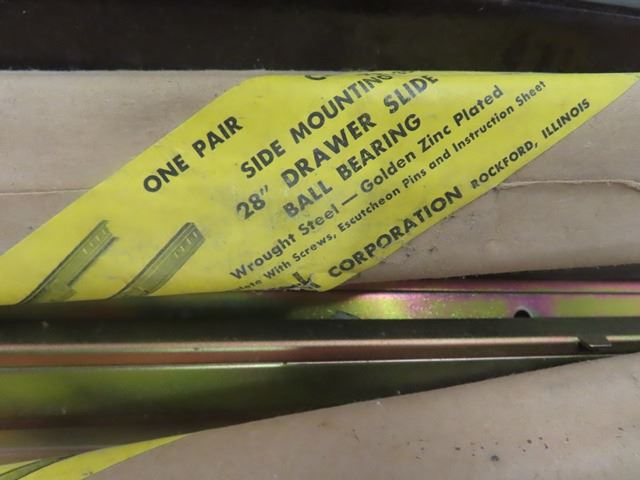 ONE PAIR
SIDE MOUNTING
28" DRAWER SLIDE
BALL BEARING
Wrought Steel — Golden Zinc Plated
With Screws, Escutcheon Pins and Instruction Sheet
CORPORATION ROCKFORD, ILLINOIS